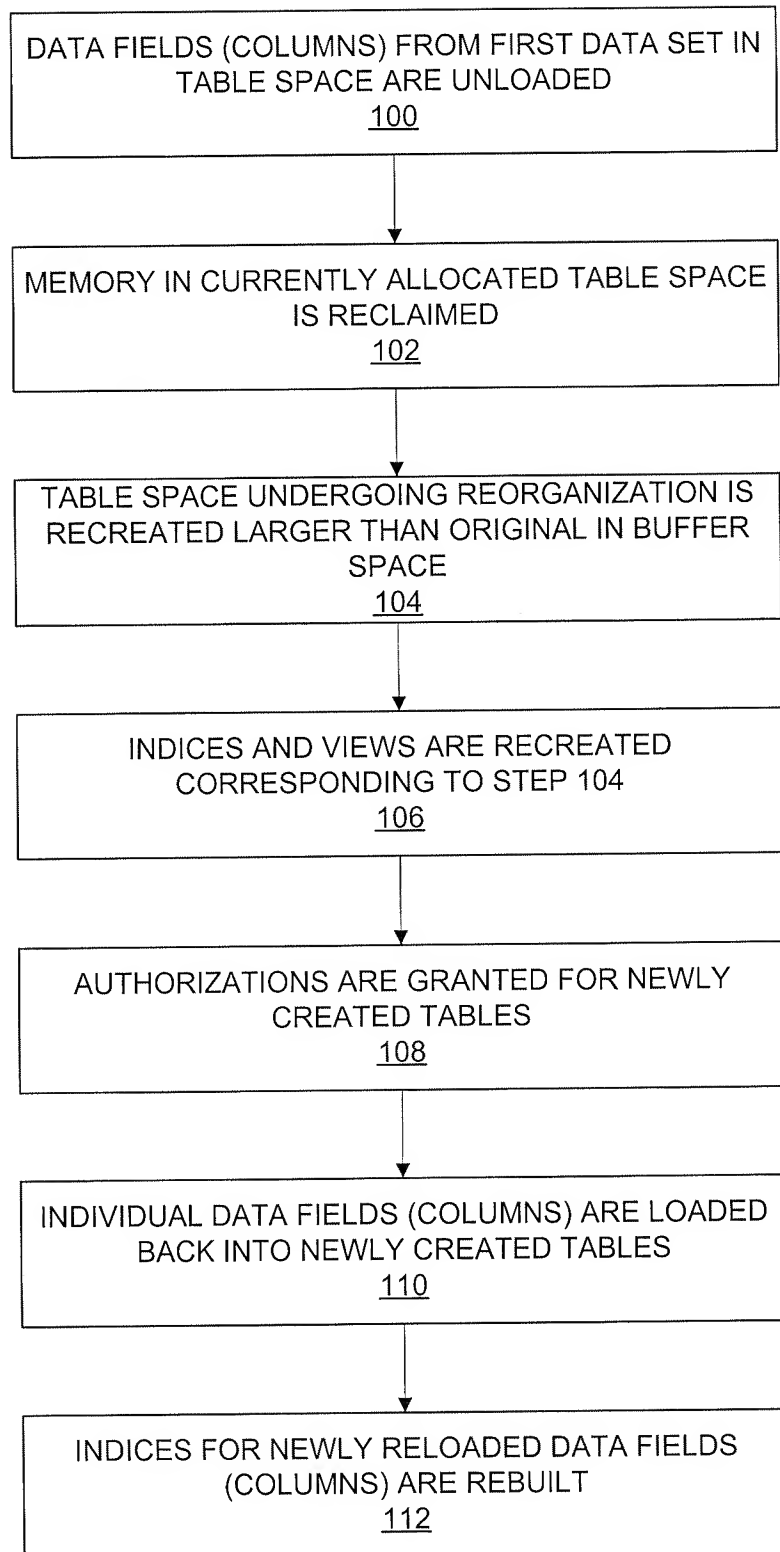 DATA FIELDS (COLUMNS) FROM FIRST DATA SET IN
TABLE SPACE ARE UNLOADED
100
MEMORY IN CURRENTLY ALLOCATED TABLE SPACE
IS RECLAIMED
102
TABLE SPACE UNDERGOING REORGANIZATION IS
RECREATED LARGER THAN ORIGINAL IN BUFFER
SPACE
104
INDICES AND VIEWS ARE RECREATED
CORRESPONDING TO STEP 104
106
AUTHORIZATIONS ARE GRANTED FOR NEWLY
CREATED TABLES
108
INDIVIDUAL DATA FIELDS (COLUMNS) ARE LOADED
BACK INTO NEWLY CREATED TABLES
110
INDICES FOR NEWLY RELOADED DATA FIELDS
(COLUMNS) ARE REBUILT
112